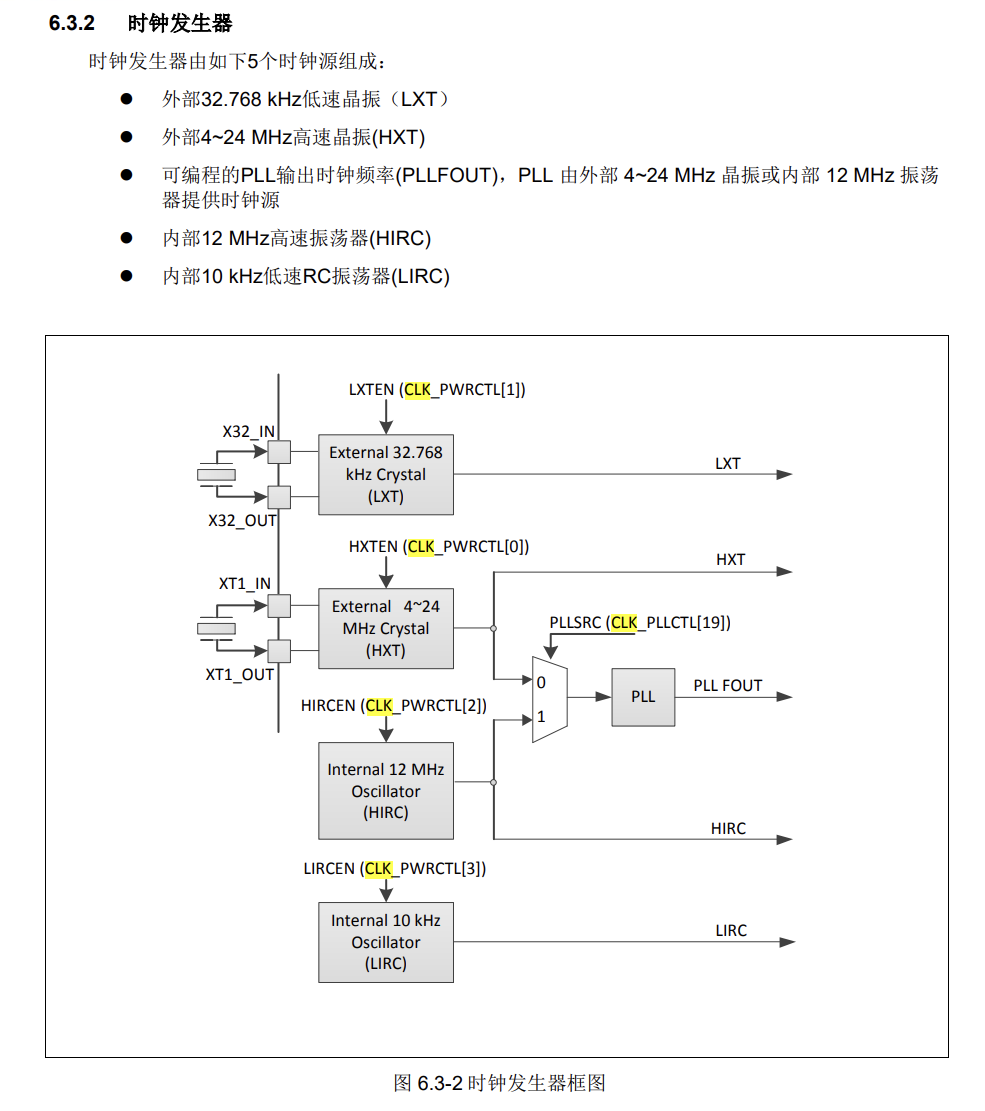 6.3.2 时钟发生器
时钟发生器由如下5个时钟源组成：
● 外部32.768 kHz低速晶振（LXT）
● 外部4~24 MHz高速晶振(HXT)
● 可编程的PLL输出时钟频率(PLLFOUT)，PLL 由外部 4~24 MHz 晶振或内部 12 MHz 振荡
器提供时钟源
● 内部12 MHz高速振荡器(HIRC)
● 内部10 kHz低速RC振荡器(LIRC)
LXTEN (CLK_PWRCTL[1])
X32_IN
External 32.768
kHz Crystal
(LXT)
LXT
X32_OUT
HXTEN (CLK_PWRCTL[0])
HXT
XT1_IN
External 4~24
MHz Crystal
(HXT)
PLLSRC (CLK_PLLCTL[19])
XT1_OUT
0
1
PLL
PLL FOUT
HIRCEN (CLK_PWRCTL[2])
Internal 12 MHz
Oscillator
(HIRC)
HIRC
LIRCEN (CLK_PWRCTL[3])
Internal 10 kHz
Oscillator
(LIRC)
LIRC
图 6.3-2 时钟发生器框图